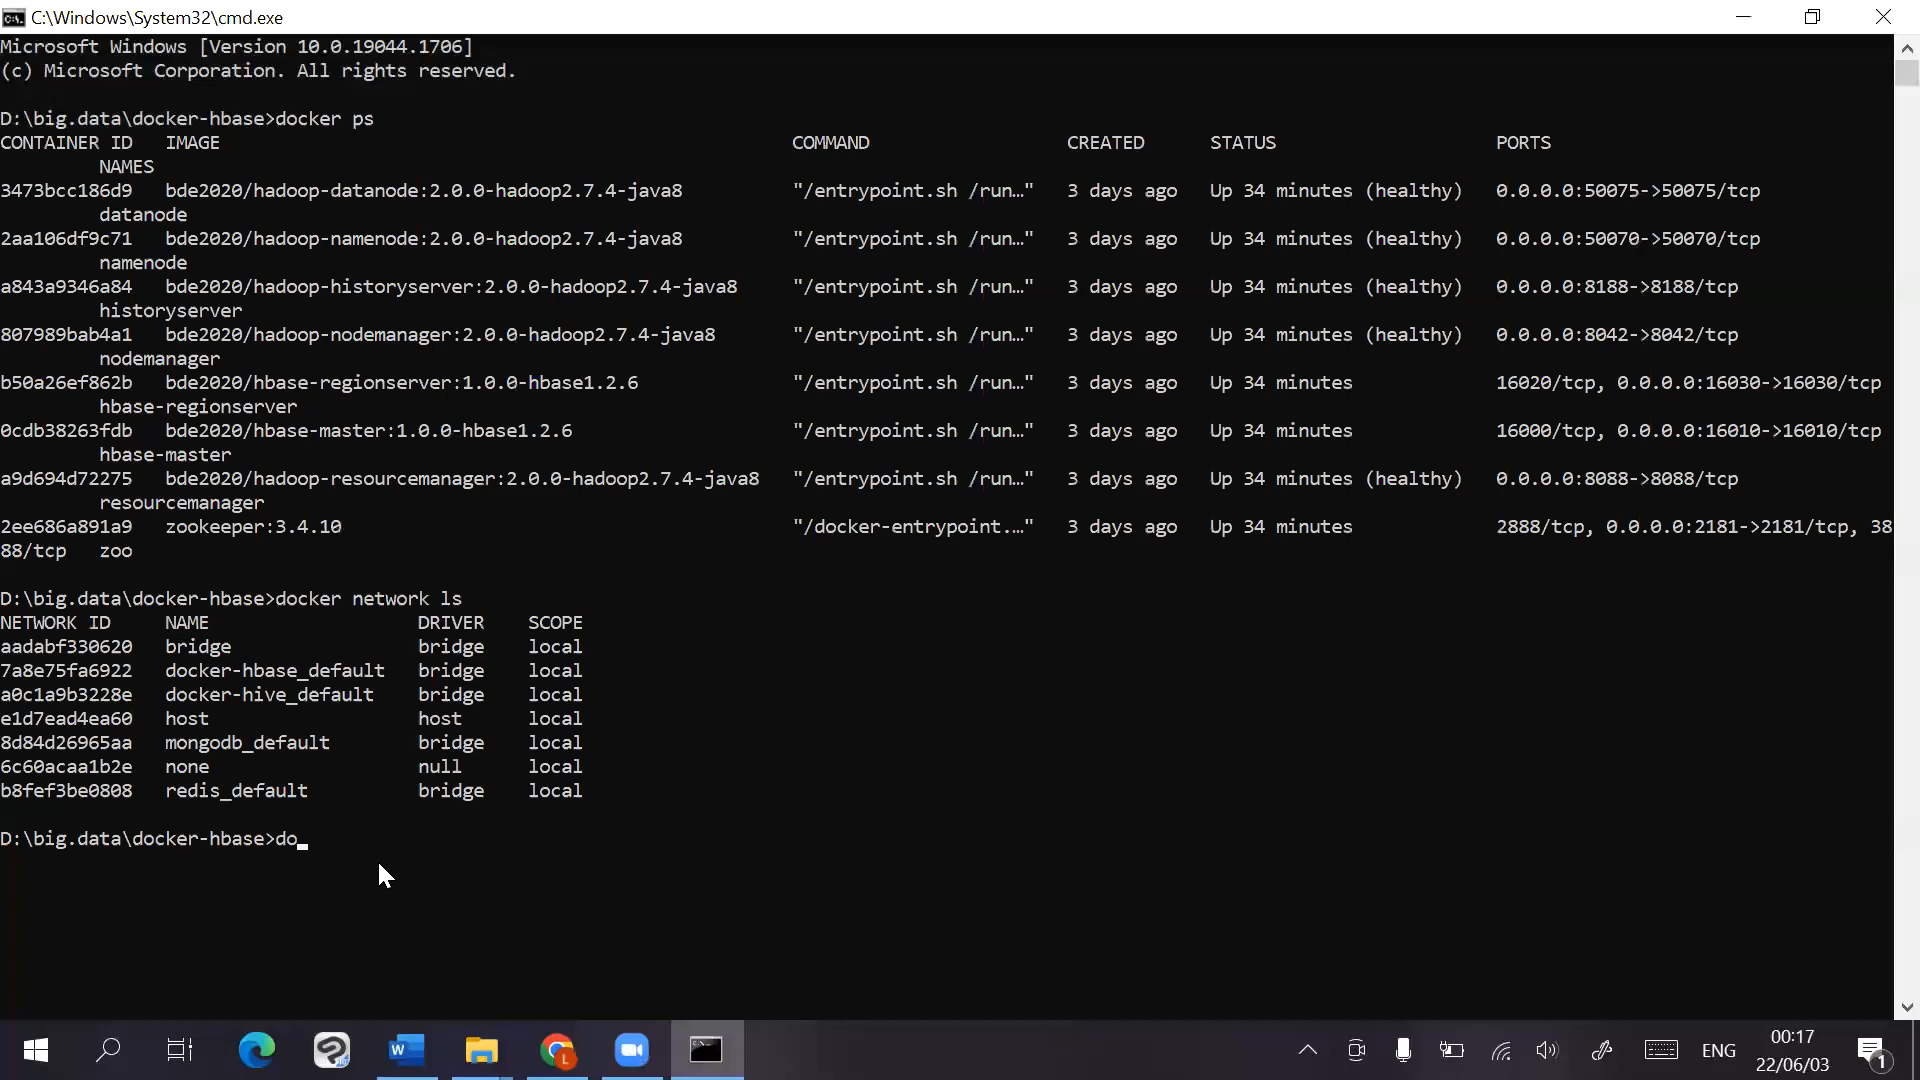 C:\Windows\System32\cmd.exe
Microsoft Windows [Version 10.0.19044.1706]
(c) Microsoft Corporation. All rights reserved.
D:\big.data\docker-hbase>docker ps
CONTAINER ID   IMAGE   COMMAND   CREATED   STATUS   PORTS
NAMES
3473bcc186d9   bde2020/hadoop-datanode:2.0.0-hadoop2.7.4-java8   "/entrypoint.sh /run…"   3 days ago   Up 34 minutes (healthy)   0.0.0.0:50075->50075/tcp
datanode
2aa106df9c71   bde2020/hadoop-namenode:2.0.0-hadoop2.7.4-java8   "/entrypoint.sh /run…"   3 days ago   Up 34 minutes (healthy)   0.0.0.0:50070->50070/tcp
namenode
a843a9346a84   bde2020/hadoop-historyserver:2.0.0-hadoop2.7.4-java8   "/entrypoint.sh /run…"   3 days ago   Up 34 minutes (healthy)   0.0.0.0:8188->8188/tcp
historyserver
807989bab4a1   bde2020/hadoop-nodemanager:2.0.0-hadoop2.7.4-java8   "/entrypoint.sh /run…"   3 days ago   Up 34 minutes (healthy)   0.0.0.0:8042->8042/tcp
nodemanager
b50a26ef862b   bde2020/hbase-regionserver:1.0.0-hbase1.2.6   "/entrypoint.sh /run…"   3 days ago   Up 34 minutes   16020/tcp, 0.0.0.0:16030->16030/tcp
hbase-regionserver
0cdb38263fdb   bde2020/hbase-master:1.0.0-hbase1.2.6   "/entrypoint.sh /run…"   3 days ago   Up 34 minutes   16000/tcp, 0.0.0.0:16010->16010/tcp
hbase-master
a9d694d72275   bde2020/hadoop-resourcemanager:2.0.0-hadoop2.7.4-java8   "/entrypoint.sh /run…"   3 days ago   Up 34 minutes (healthy)   0.0.0.0:8088->8088/tcp
resourcemanager
2ee686a891a9   zookeeper:3.4.10   "/docker-entrypoint.…"   3 days ago   Up 34 minutes   2888/tcp, 0.0.0.0:2181->2181/tcp, 38
88/tcp   zoo
D:\big.data\docker-hbase>docker network ls
NETWORK ID   NAME   DRIVER   SCOPE
aadabf330620   bridge   bridge   local
7a8e75fa6922   docker-hbase_default   bridge   local
a0c1a9b3228e   docker-hive_default   bridge   local
e1d7ead4ea60   host   host   local
8d84d26965aa   mongodb_default   bridge   local
6c60acaa1b2e   none   null   local
b8fef3be0808   redis_default   bridge   local
D:\big.data\docker-hbase>do_
ENG
00:17
22/06/03
1